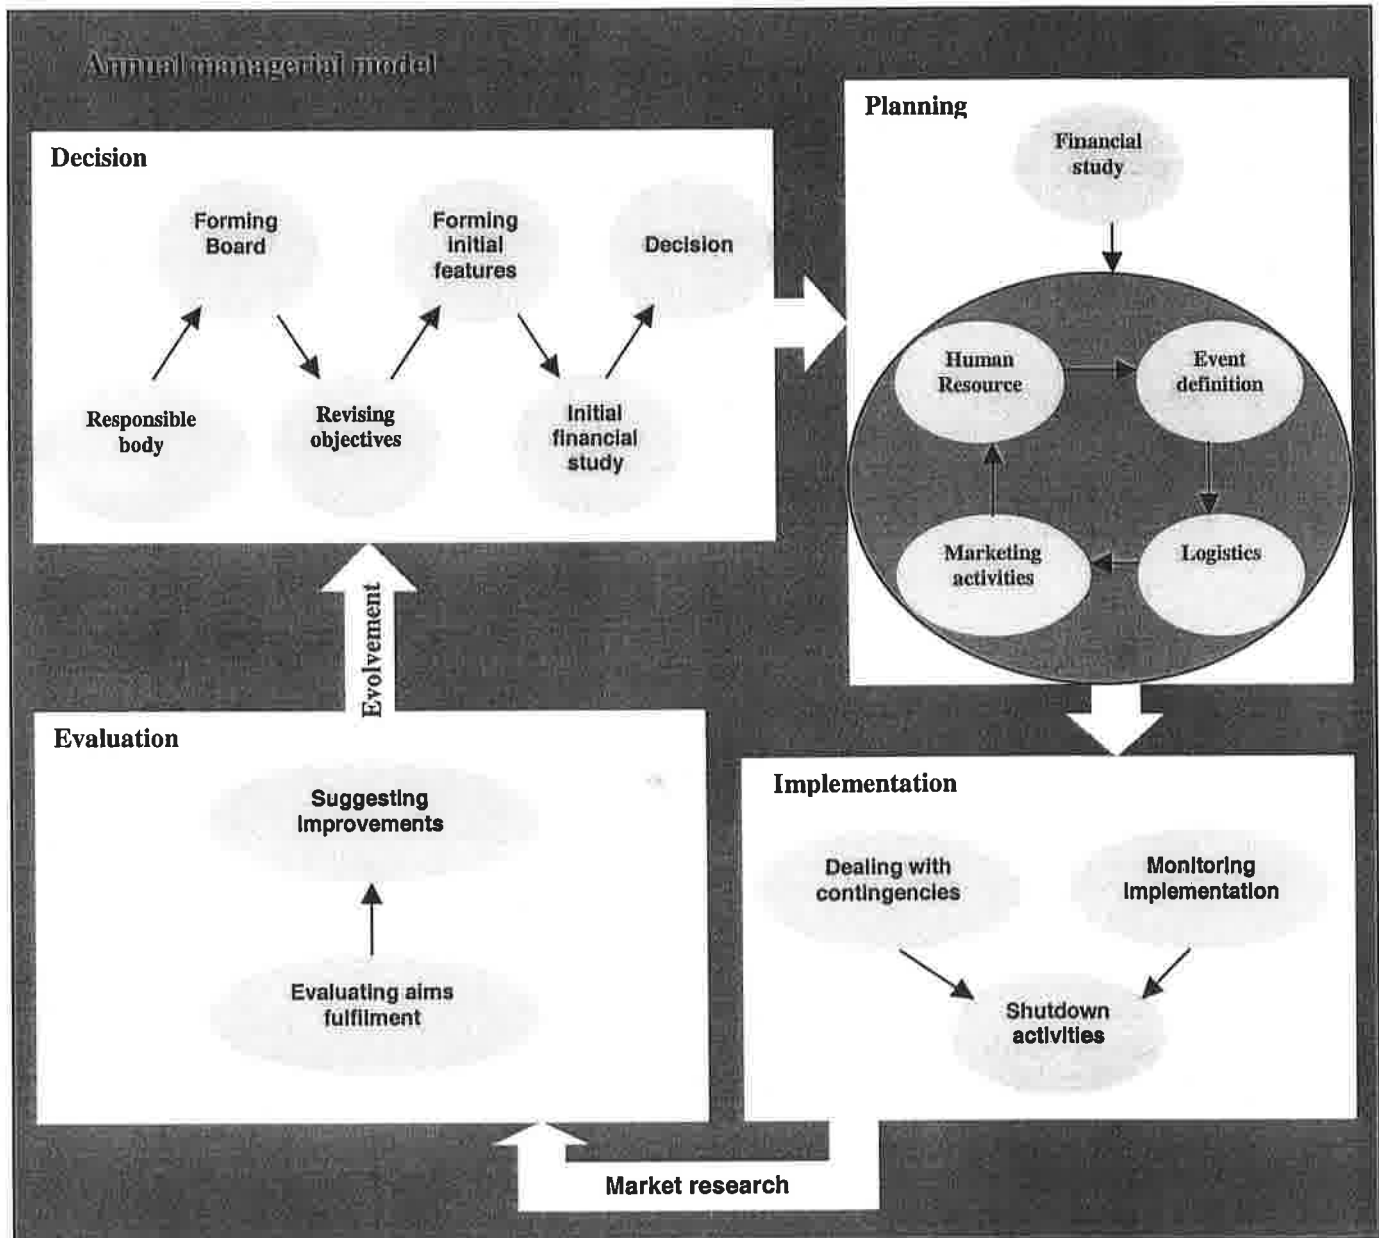 Annual managerial model
Decision
Forming
Board
Forming
initial
features
Decision
Responsible
body
Revising
objectives
Initial
financial
study
Planning
Financial
study
Human
Resource
Event
definition
Marketing
activities
Logistics
Evolvement
Evaluation
Suggesting
improvements
Evaluating aims
fulfilment
Implementation
Dealing with
contingencies
Monitoring
implementation
Shutdown
activities
Market research